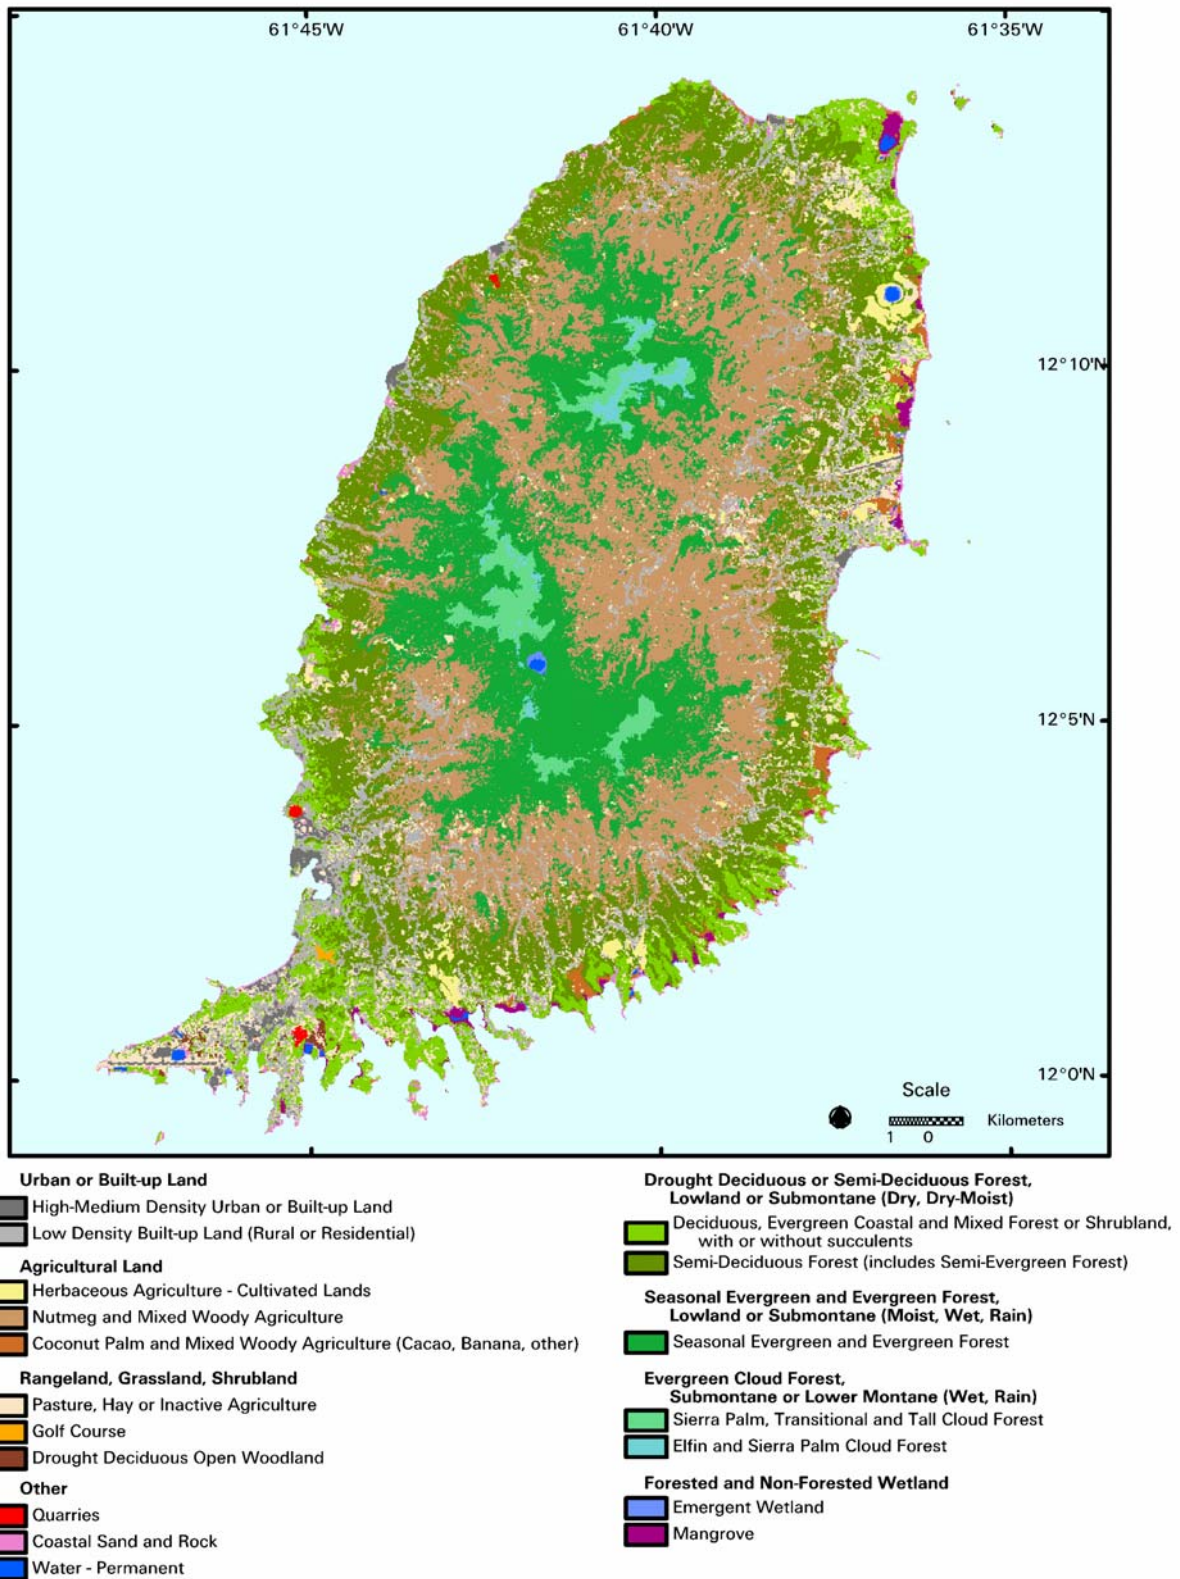 61°45'W 61°40'W 61°35'W
12°10'N
12°5'N
12°0'N
Scale
Kilometers
1 0
Urban or Built-up Land
High-Medium Density Urban or Built-up Land
Low Density Built-up Land (Rural or Residential)
Agricultural Land
Herbaceous Agriculture - Cultivated Lands
Nutmeg and Mixed Woody Agriculture
Coconut Palm and Mixed Woody Agriculture (Cacao, Banana, other)
Rangeland, Grassland, Shrubland
Pasture, Hay or Inactive Agriculture
Golf Course
Drought Deciduous Open Woodland
Other
Quarries
Coastal Sand and Rock
Water - Permanent
Drought Deciduous or Semi-Deciduous Forest,
Lowland or Submontane (Dry, Dry-Moist)
Deciduous, Evergreen Coastal and Mixed Forest or Shrubland,
with or without succulents
Semi-Deciduous Forest (includes Semi-Evergreen Forest)
Seasonal Evergreen and Evergreen Forest,
Lowland or Submontane (Moist, Wet, Rain)
Seasonal Evergreen and Evergreen Forest
Evergreen Cloud Forest,
Submontane or Lower Montane (Wet, Rain)
Sierra Palm, Transitional and Tall Cloud Forest
Elfin and Sierra Palm Cloud Forest
Forested and Non-Forested Wetland
Emergent Wetland
Mangrove